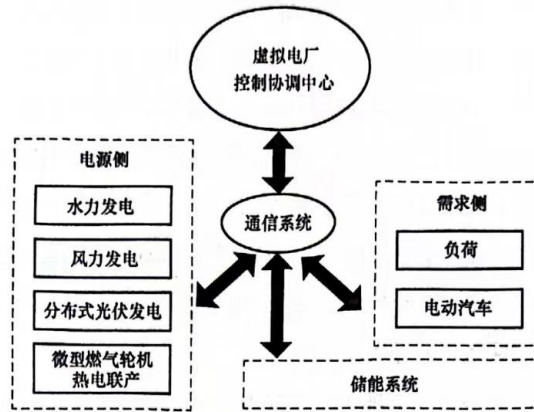 虚拟电厂
控制协调中心
电源侧
水力发电
风力发电
分布式光伏发电
微型燃气轮机
热电联产
通信系统
需求侧
负荷
电动汽车
储能系统